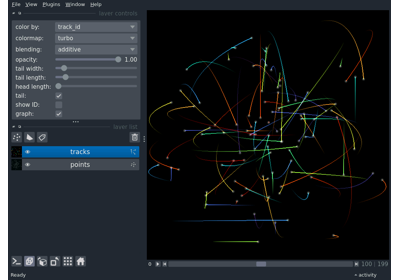 File View Plugins Window Help
layer controls
color by: track_id
colormap: turbo
blending: additive
opacity: 1.00
tail width:
tail length:
head length:
tail:
show ID:
graph:
layer list
tracks
points
100 199
Ready
activity